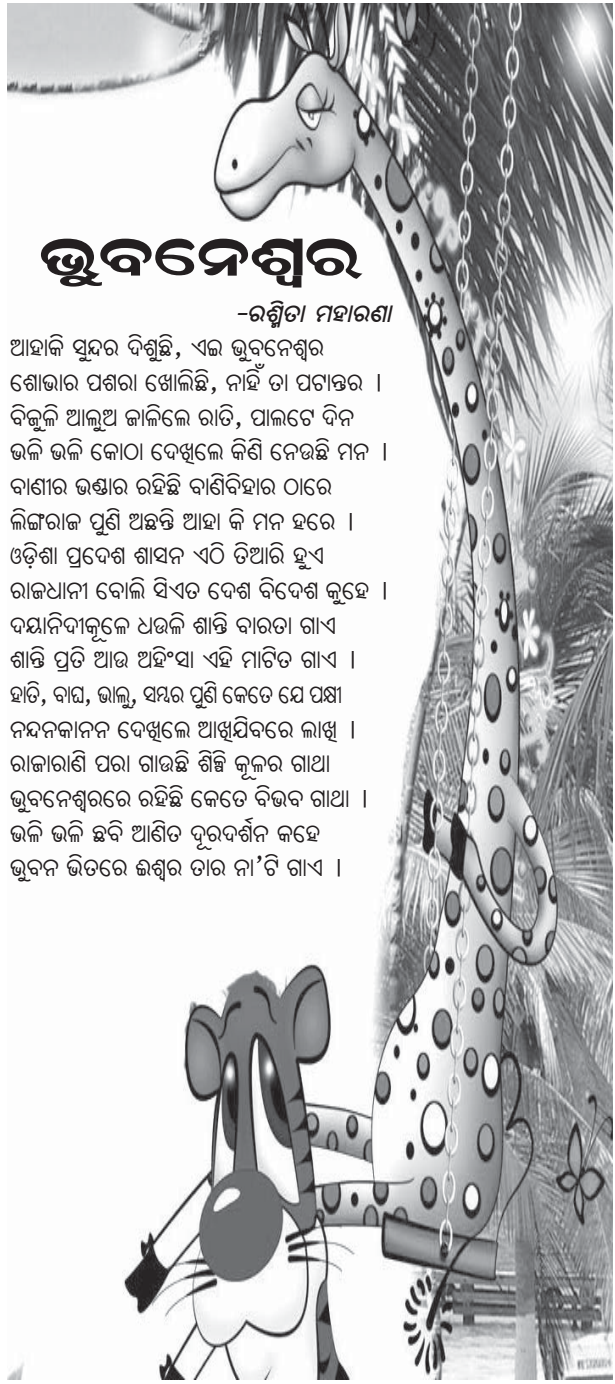 ଭୁବନେଶ୍ୱର
-ରଶ୍ମିତା ମହାରଣା
ଆହାକି ସୁନ୍ଦର ଦିଶୁଛି, ଏଇ ଭୁବନେଶ୍ୱର
ଶୋଭାର ପଶରା ଖୋଲିଛି, ନାହିଁ ତା ପଟାନ୍ତର ।
ବିଜୁଳି ଆଲୁଅ ଜାଳିଲେ ରାତି, ପାଲଟେ ଦିନ
ଭଳି ଭଳି କୋଠା ଦେଖିଲେ କିଣି ନେଉଛି ମନ ।
ବାଣୀର ଭଣ୍ଡାର ରହିଛି ବାଣିବିହାର ଠାରେ
ଲିଙ୍ଗରାଜ ପୁଣି ଅଛନ୍ତି ଆହା କି ମନ ହରେ ।
ଓଡ଼ିଶା ପ୍ରଦେଶ ଶାସନ ଏଠି ତିଆରି ହୁଏ
ରାଜଧାନୀ ବୋଲି ସିଏତ ଦେଶ ବିଦେଶ କୁହେ ।
ଦୟାନିଦୀକୂଳେ ଧଉଳି ଶାନ୍ତି ବାରତା ଗାଏ
ଶାନ୍ତି ପ୍ରତି ଆଉ ଅହିଂସା ଏହି ମାଟିତ ଗାଏ ।
ହାତି, ବାଘ, ଭାଲୁ, ସମ୍ଭର ପୁଣି କେତେ ଯେ ପକ୍ଷୀ
ନନ୍ଦନକାନନ ଦେଖିଲେ ଆଖିଯିବରେ ଲାଖି ।
ରାଜାରାଣି ପରା ଗାଉଛି ଶିଳ୍ପି କୂଳର ଗାଥା
ଭୁବନେଶ୍ୱରରେ ରହିଛି କେତେ ବିଭବ ଗାଥା ।
ଭଳି ଭଳି ଛବି ଆଣିତ ଦୂରଦର୍ଶନ କହେ
ଭୁବନ ଭିତରେ ଈଶ୍ୱର ତାର ନା’ଟି ଗାଏ ।